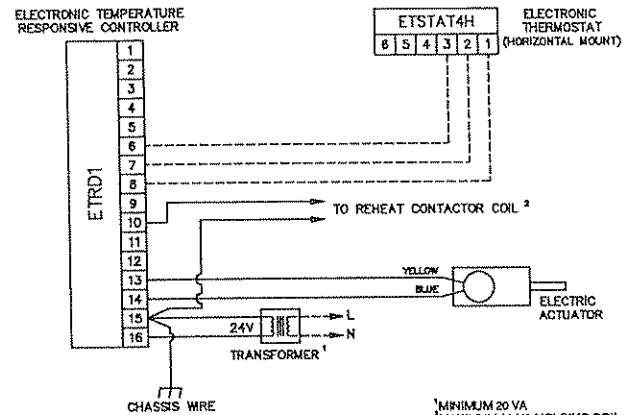 ELECTRONIC TEMPERATURE
RESPONSIVE CONTROLLER
ETRD1
1
2
3
4
5
6
7
8
9
10
11
12
13
14
15
16
ETSTAT4H
6 5 4 3 2 1
ELECTRONIC
THERMOSTAT
(HORIZONTAL MOUNT)
TO REHEAT CONTACTOR COIL 2
YELLOW
BLUE
ELECTRIC
ACTUATOR
24V
L
N
TRANSFORMER 1
CHASSIS WIRE
1 MINIMUM 20 VA